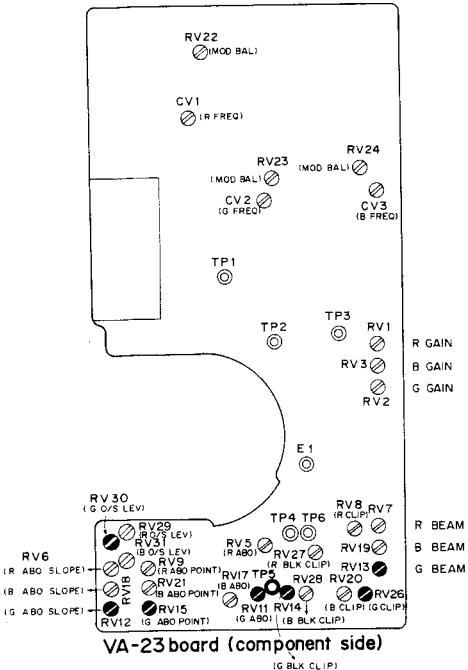 RV22
(MOD BAL)
CV1
(R FREQ)
RV24
RV23
(MOD BAL)
(MOD BAL)
CV2
(G FREQ)
CV3
(B FREQ)
TP1
TP3
TP2
RV1
R GAIN
RV3
B GAIN
G GAIN
RV2
E1
RV30
(G O/S LEV)
RV8
(R CLIP)
RV7
TP4 TP6
RV29
(R O/S LEV)
R BEAM
RV31
(B O/S LEV)
RV5
(R ABO)
RV27
(R BLK CLIP)
RV19
B BEAM
RV6
(R ABO SLOPE)
RV9
(R ABO POINT)
RV13
G BEAM
RV18
(B ABO SLOPE)
RV21
(B ABO POINT)
RV17
(B ABO)
TP5
RV28
RV20
RV26
(G ABO SLOPE)
RV15
RV11
(G ABO)
RV14
(B CLIP)
(G CLIP)
RV12
(G ABO POINT)
(B BLK CLIP)
VA-23 board (component side)
(G BLK CLIP)